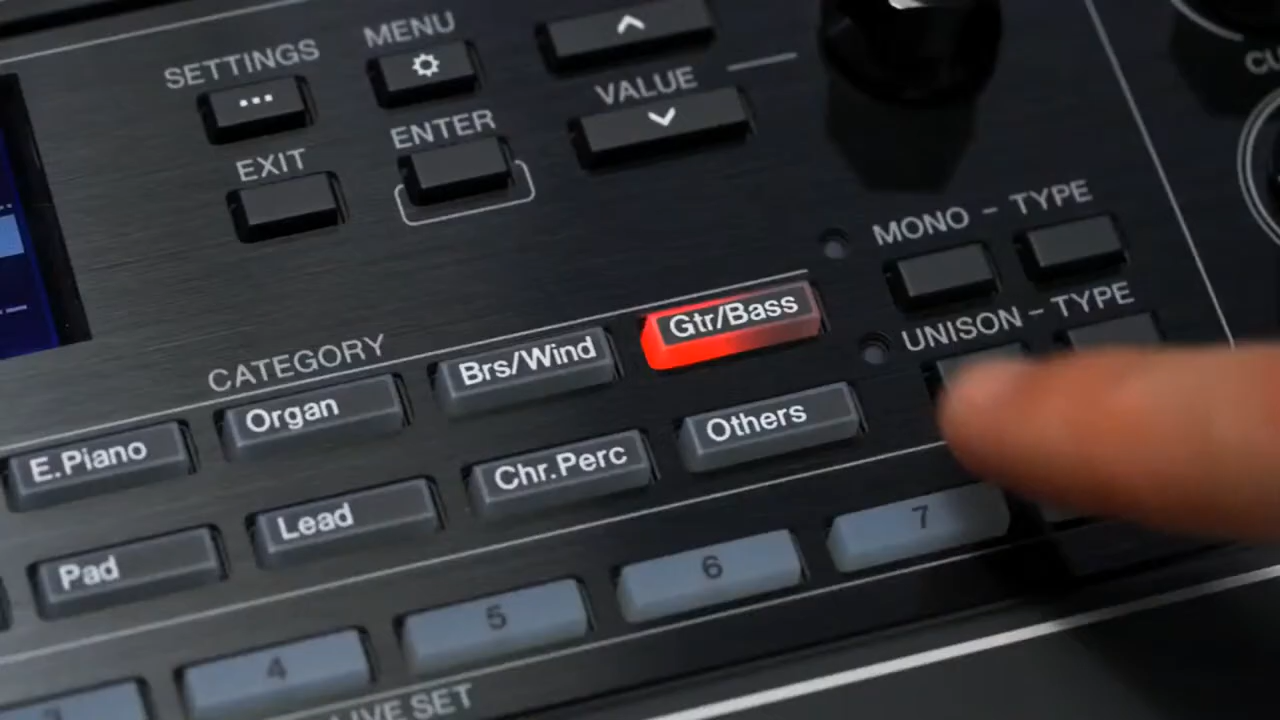 MENU
SETTINGS
VALUE
ENTER
EXIT
MONO - TYPE
UNISON - TYPE
CATEGORY
Gtr/Bass
Brs/Wind
Organ
E.Piano
Others
Chr.Perc
Lead
Pad
7
6
5
4
3
LIVE SET